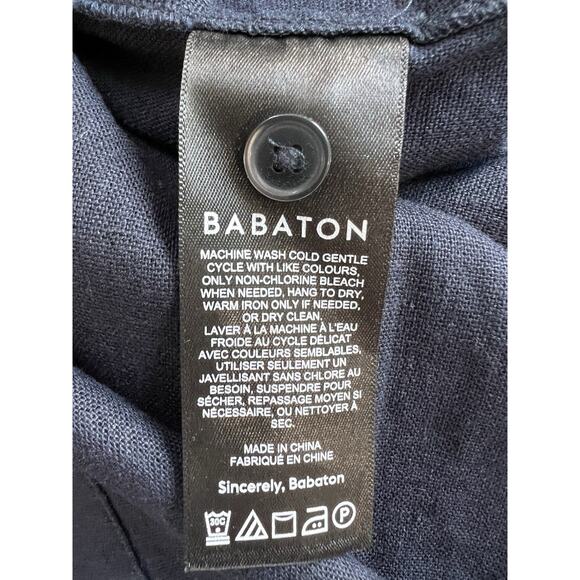 BABATON
MACHINE WASH COLD GENTLE
CYCLE WITH LIKE COLOURS,
ONLY NON-CHLORINE BLEACH
WHEN NEEDED, HANG TO DRY,
WARM IRON ONLY IF NEEDED,
OR DRY CLEAN.
LAVER À LA MACHINE À L'EAU
FROIDE AU CYCLE DÉLICAT
AVEC COULEURS SEMBLABLES,
UTILISER SEULEMENT UN
JAVELLISANT SANS CHLORE AU
BESOIN, SUSPENDRE POUR
SÉCHER, REPASSAGE MOYEN SI
NÉCESSAIRE, OU NETTOYER À
SEC.
MADE IN CHINA
FABRIQUÉ EN CHINE
Sincerely, Babaton
30C P